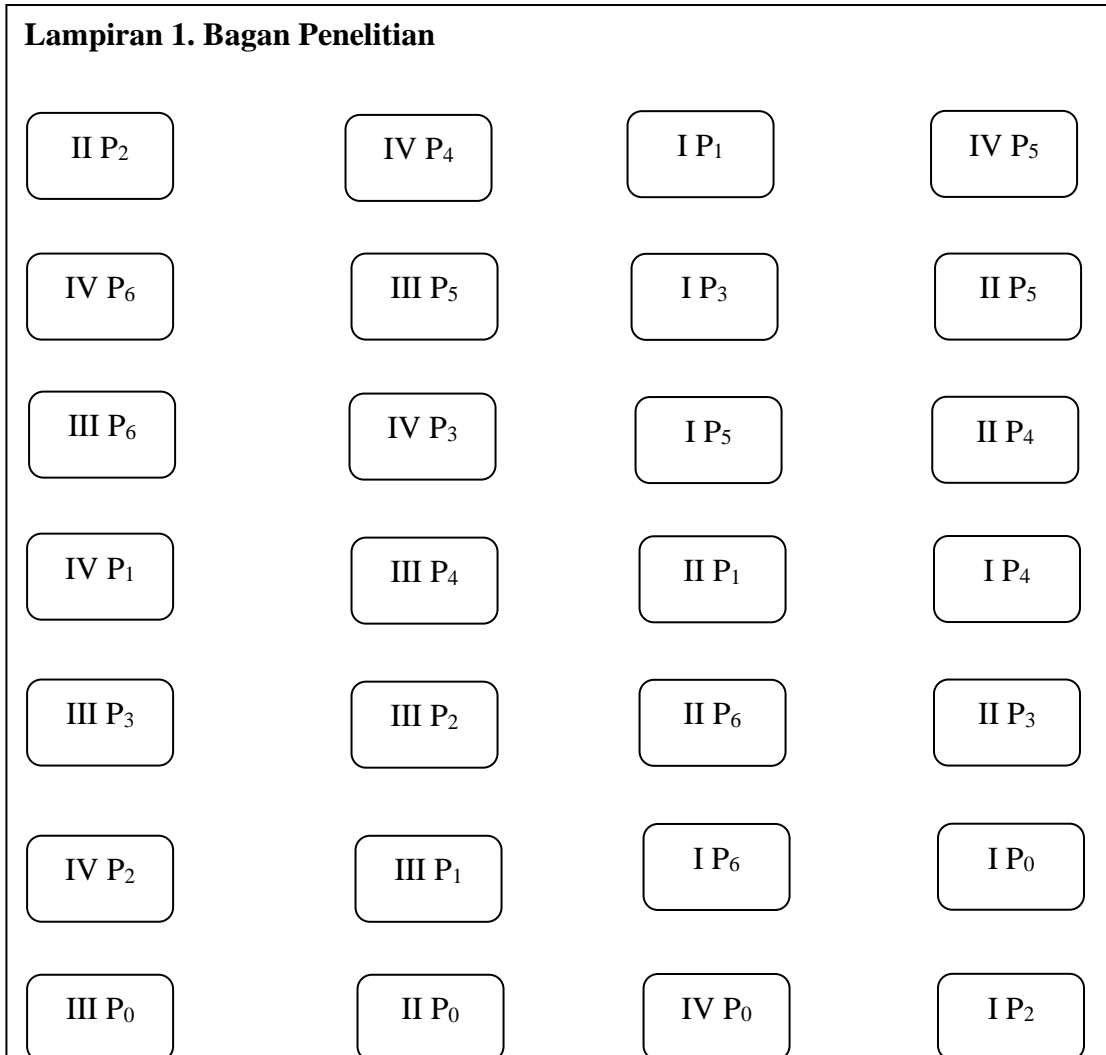 Lampiran 1. Bagan Penelitian
II P₂ IV P₄ I P₁ IV P₅
IV P₆ III P₅ I P₃ II P₅
III P₆ IV P₃ I P₅ II P₄
IV P₁ III P₄ II P₁ I P₄
III P₃ III P₂ II P₆ II P₃
IV P₂ III P₁ I P₆ I P₀
III P₀ II P₀ IV P₀ I P₂